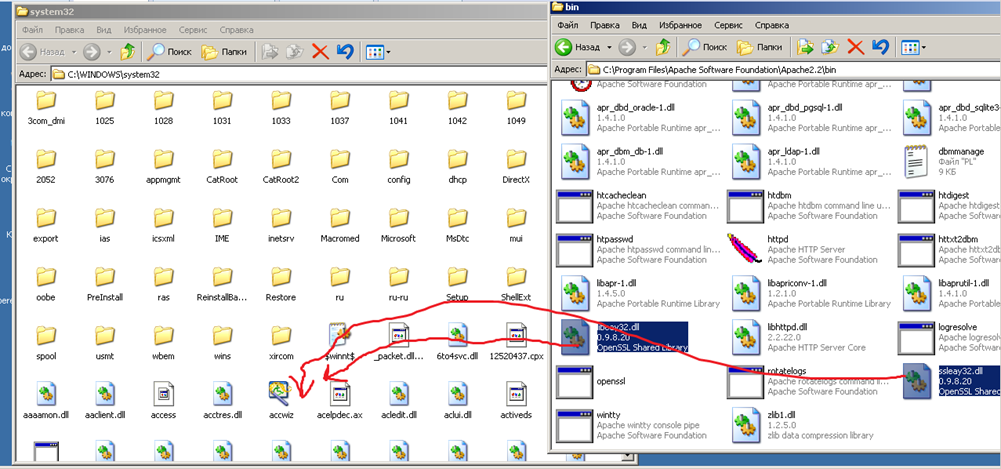 system32
Файл Правка Вид Избранное Сервис Справка
Назад Поиск Папки
Адрес: C:\WINDOWS\system32
3com_dmi 1025 1028 1031 1033 1037 1041 1042 1049
2052 3076 appmgmt CatRoot CatRoot2 Com config dhcp DirectX
export ias icsxml IME inetsrv Macromed Microsoft MsDtc mui
oobe PreInstall ras ReinstallBa... Restore ru ru-ru Setup ShellExt
spool usmt wbem wins xircom $winnt$ _packet.dll... 6to4svc.dll 12520437.cpx
aaaamon.dll aaclient.dll access acctres.dll accwiz acelpdec.ax acledit.dll aclui.dll activeds
bin
Файл Правка Вид Избранное Сервис Справка
Назад Поиск Папки
Адрес: C:\Program Files\Apache Software Foundation\Apache2.2\bin
Apache Software Foundation Apache Portable Runtime apr_... Apache Software
apr_dbd_oracle-1.dll apr_dbd_pgsql-1.dll apr_dbd_sqlite3-
1.4.1.0 1.4.1.0 1.4.1.0
Apache Portable Runtime apr_... Apache Portable Runtime apr_... Apache Portable
apr_dbm_db-1.dll apr_ldap-1.dll dbmmanage
1.4.1.0 1.4.1.0 Файл "PL"
Apache Portable Runtime apr_... Apache Portable Runtime apr_... 9 КБ
htcacheclean htdbm htdigest
Apache htcacheclean comman... Apache htdbm command line u... Apache htdigest
Apache Software Foundation Apache Software Foundation Apache Software
htpasswd httpd httxt2dbm
Apache htpasswd command lin... Apache HTTP Server Apache httxt2dbm
Apache Software Foundation Apache Software Foundation Apache Software
libapr-1.dll libapriconv-1.dll libaprutil-1.dll
1.4.5.0 1.2.1.0
Apache Portable Runtime Library Apache Portable Runtime Library Apache Portable
libeay32.dll libhttpd.dll logresolve
0.9.8.20 2.2.22.0 Apache logresolve
OpenSSL Shared Library Apache HTTP Server Core Apache Software
openssl rotatelogs ssleay32.dll
Apache rotatelogs command li... 0.9.8.20
Apache Software Foundation OpenSSL Shared
wintty zlib1.dll
Apache wintty console pipe 1.2.5.0
Apache Software Foundation zlib data compression library